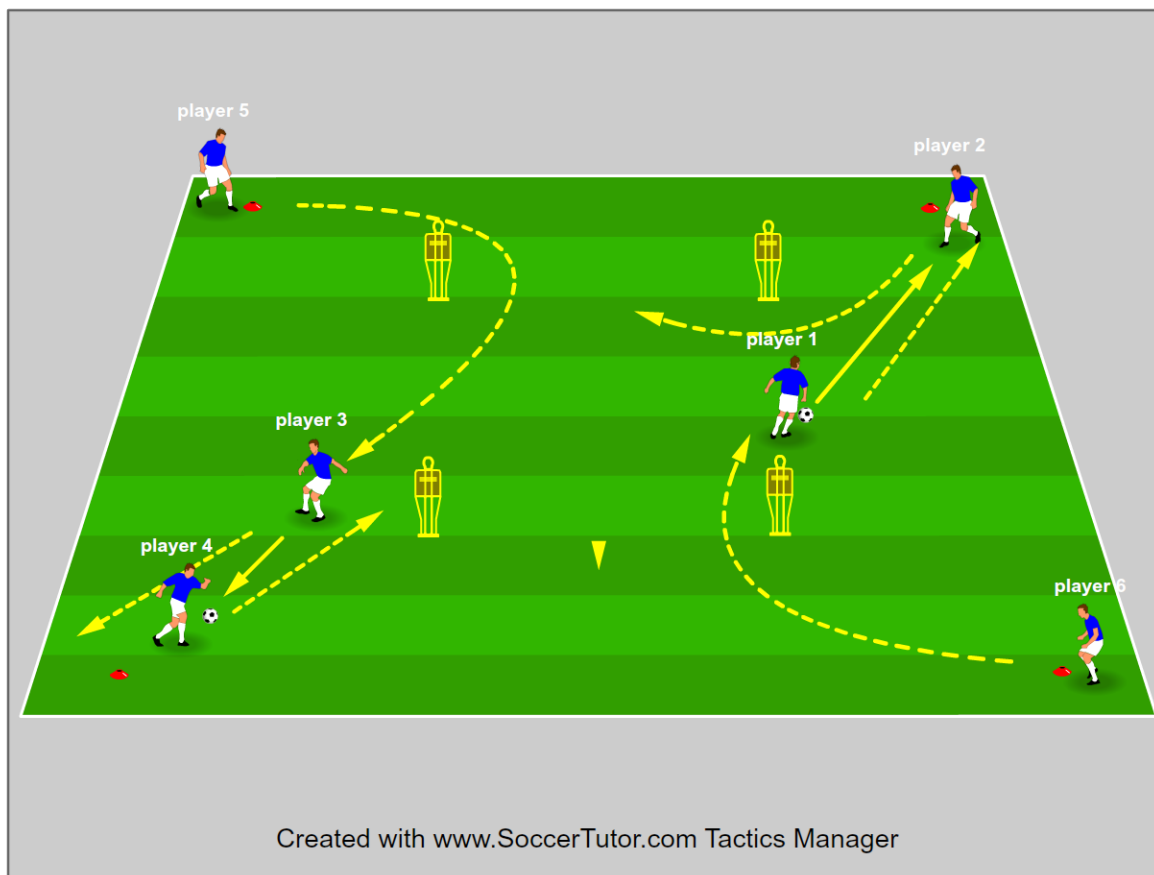 player 5
player 2
player 1
player 3
player 4
player 6
Created with www.SoccerTutor.com Tactics Manager